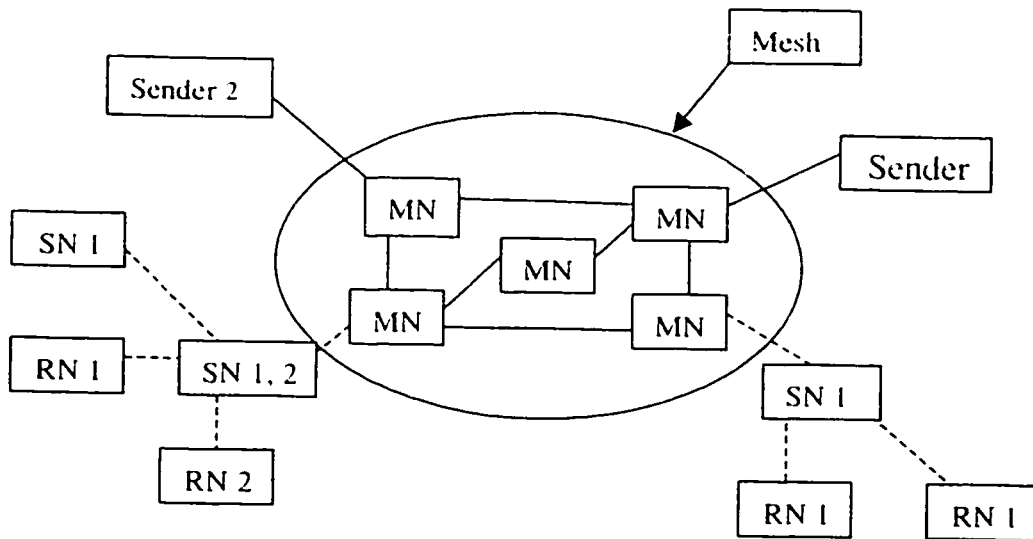 Mesh
Sender 2
Sender
MN
MN
SN 1
MN
MN
MN
RN 1
SN 1, 2
SN 1
RN 2
RN 1
RN 1